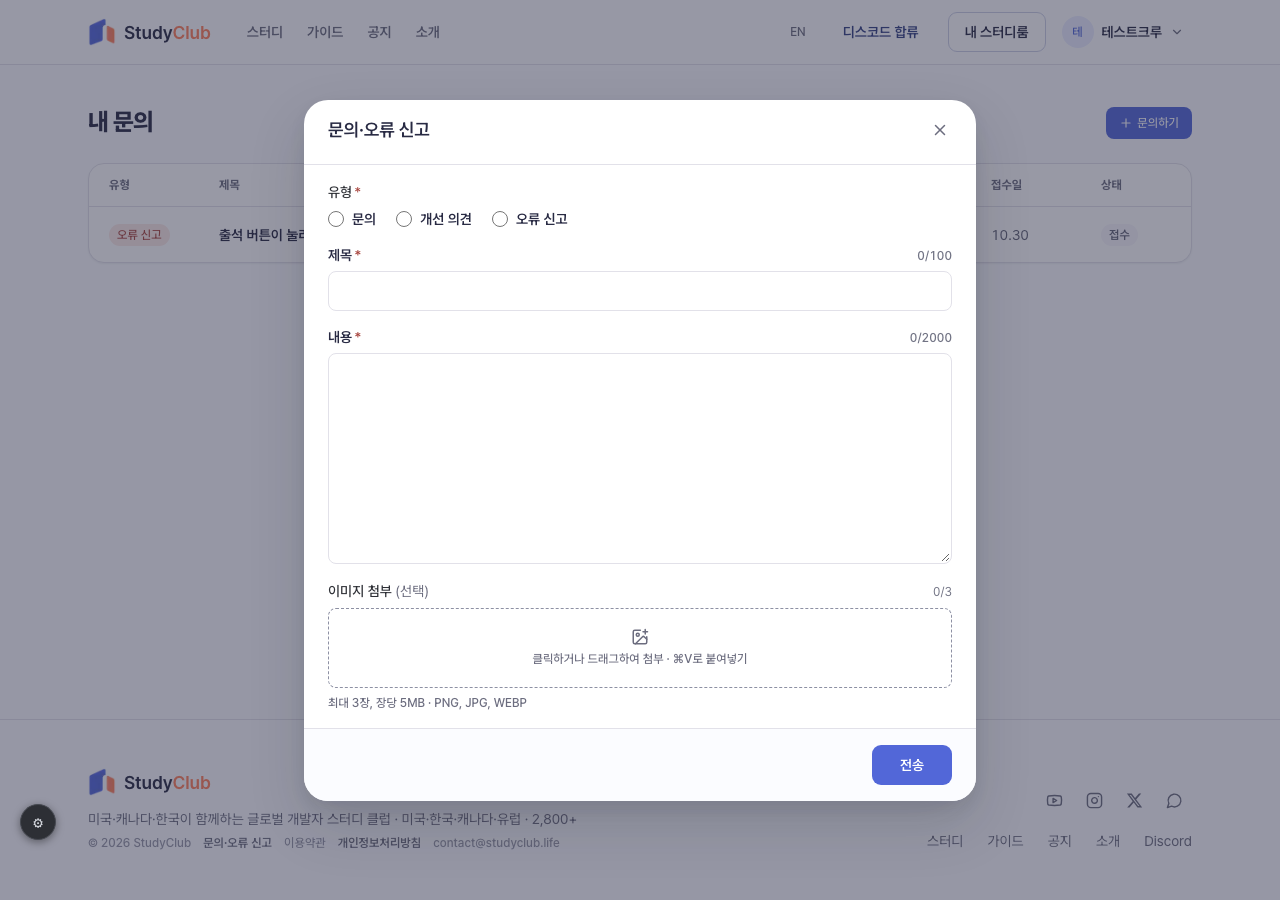 StudyClub 스터디 가이드 공지 소개 EN 디스코드 합류 내 스터디룸 테 테스트크루
내 문의 문의하기
유형 제목 접수일 상태
오류 신고 출석 버튼이 10.30 접수
문의·오류 신고
유형 *
문의 개선 의견 오류 신고
제목 * 0/100
내용 * 0/2000
이미지 첨부 (선택) 0/3
클릭하거나 드래그하여 첨부 · ⌘V로 붙여넣기
최대 3장, 장당 5MB · PNG, JPG, WEBP
전송
StudyClub
미국·캐나다·한국이 함께하는 글로벌 개발자 스터디 클럽 · 미국·한국·캐나다·유럽 · 2,800+
© 2026 StudyClub 문의·오류 신고 이용약관 개인정보처리방침 contact@studyclub.life
스터디 가이드 공지 소개 Discord